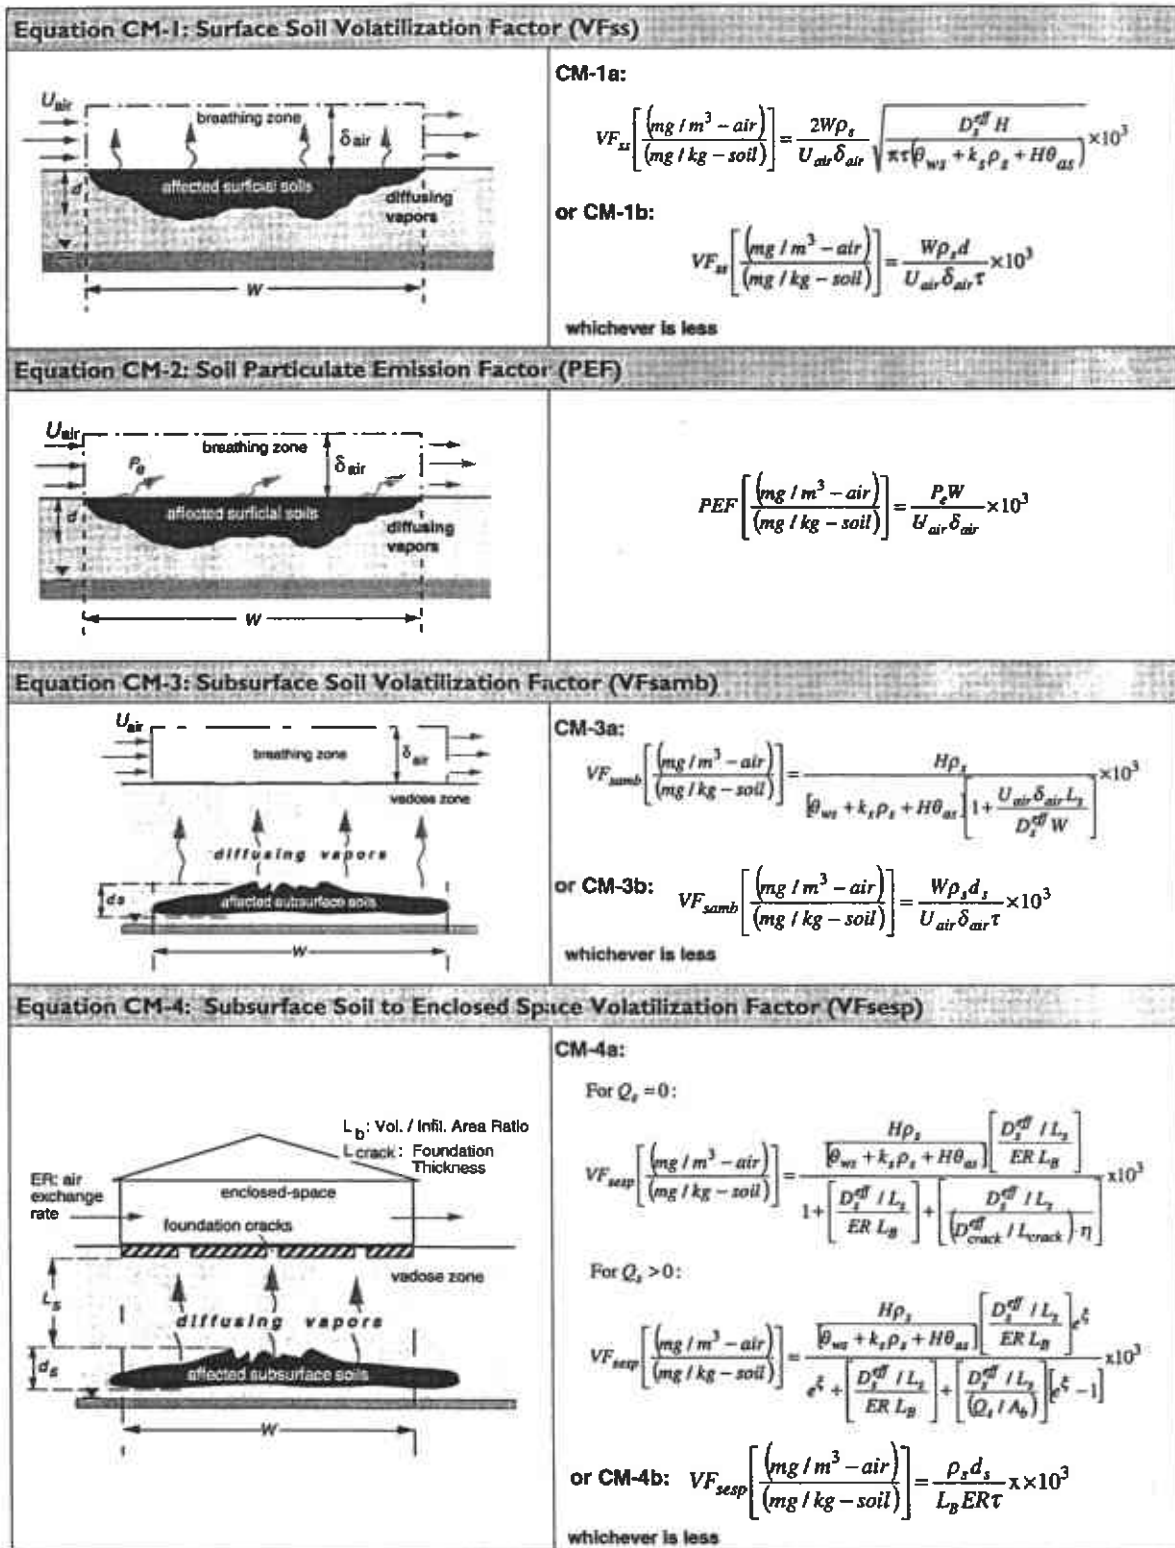 Equation CM-1: Surface Soil Volatilization Factor (VFss)
U_air
breathing zone
δ_air
affected surficial soils
d
diffusing
vapors
W
CM-1a:
VF_ss [(mg / m³ – air) / (mg / kg – soil)] = (2Wρ_s / U_air δ_air) √(D_s^eff H / πτ(θ_ws + k_s ρ_s + Hθ_as)) ×10³
or CM-1b:
VF_ss [(mg / m³ – air) / (mg / kg – soil)] = (Wρ_s d / U_air δ_air τ) ×10³
whichever is less
Equation CM-2: Soil Particulate Emission Factor (PEF)
U_air
breathing zone
P_e
δ_air
affected surficial soils
d
diffusing
vapors
W
PEF [(mg / m³ – air) / (mg / kg – soil)] = (P_e W / U_air δ_air) ×10³
Equation CM-3: Subsurface Soil Volatilization Factor (VFsamb)
U_air
breathing zone
δ_air
vadose zone
diffusing vapors
ds
affected subsurface soils
W
CM-3a:
VF_samb [(mg / m³ – air) / (mg / kg – soil)] = Hρ_s / ([θ_ws + k_s ρ_s + Hθ_as][1 + U_air δ_air L_s / D_s^eff W]) ×10³
or CM-3b: VF_samb [(mg / m³ – air) / (mg / kg – soil)] = (Wρ_s d_s / U_air δ_air τ) ×10³
whichever is less
Equation CM-4: Subsurface Soil to Enclosed Space Volatilization Factor (VFsesp)
L_b: Vol. / Infil. Area Ratio
L_crack: Foundation
Thickness
ER: air
exchange
rate
enclosed-space
foundation cracks
vadose zone
L_s
diffusing vapors
d_s
affected subsurface soils
W
CM-4a:
For Q_s = 0:
VF_sesp [(mg / m³ – air) / (mg / kg – soil)] = (Hρ_s / [θ_ws + k_s ρ_s + Hθ_as] [D_s^eff / L_s / ER L_B]) / (1 + [D_s^eff / L_s / ER L_B] + [D_s^eff / L_s / (D_crack^eff / L_crack)·η]) x10³
For Q_s > 0:
VF_sesp [(mg / m³ – air) / (mg / kg – soil)] = (Hρ_s / [θ_ws + k_s ρ_s + Hθ_as] [D_s^eff / L_s / ER L_B] e^ξ) / (e^ξ + [D_s^eff / L_s / ER L_B] + [D_s^eff / L_s / (Q_s / A_b)][e^ξ – 1]) x10³
or CM-4b: VF_sesp [(mg / m³ – air) / (mg / kg – soil)] = (ρ_s d_s / L_B ERτ) x×10³
whichever is less